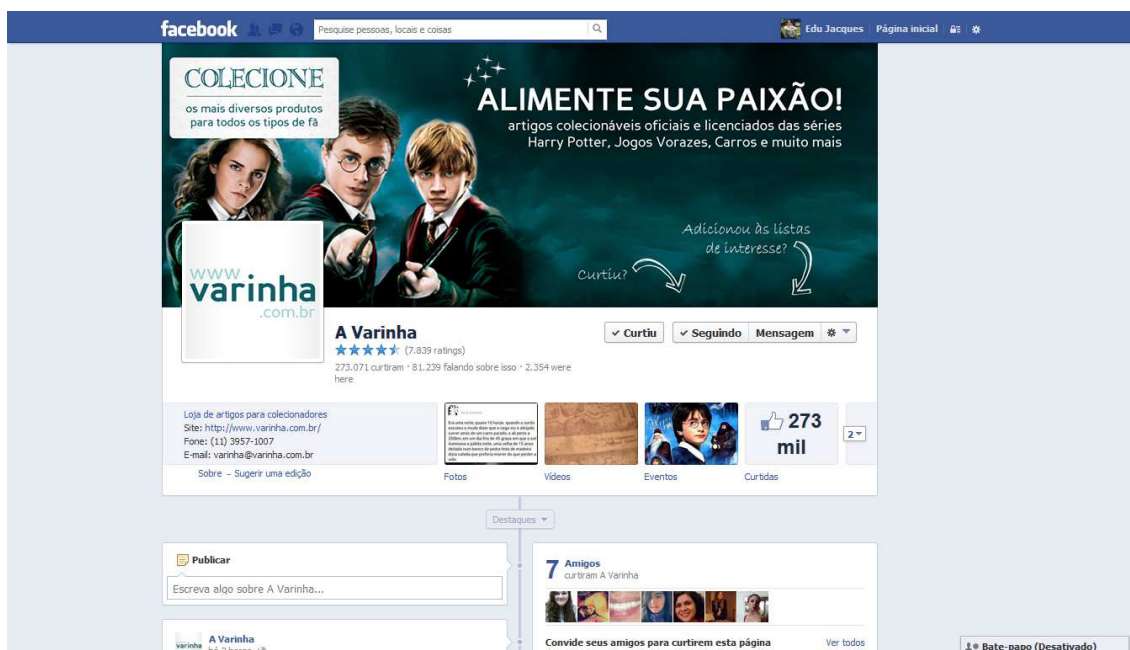 facebook
Pesquise pessoas, locais e coisas
Edu Jacques
Página inicial
COLECIONE
os mais diversos produtos
para todos os tipos de fã
ALIMENTE SUA PAIXÃO!
artigos colecionáveis oficiais e licenciados das séries
Harry Potter, Jogos Vorazes, Carros e muito mais
Adicionou às listas
de interesse?
Curtiu?
www
varinha
.com.br
A Varinha
(7.839 ratings)
273.071 curtiram · 81.239 falando sobre isso · 2.354 were
here
Curtiu
Seguindo
Mensagem
Loja de artigos para colecionadores
Site: http://www.varinha.com.br/
Fone: (11) 3957-1007
E-mail: varinha@varinha.com.br
Sobre – Sugerir uma edição
273
mil
2
Fotos
Vídeos
Eventos
Curtidas
Destaques
Publicar
Escreva algo sobre A Varinha...
7 Amigos
curtiram A Varinha
Convide seus amigos para curtirem esta página
Ver todos
varinha
A Varinha
Bate-papo (Desativado)